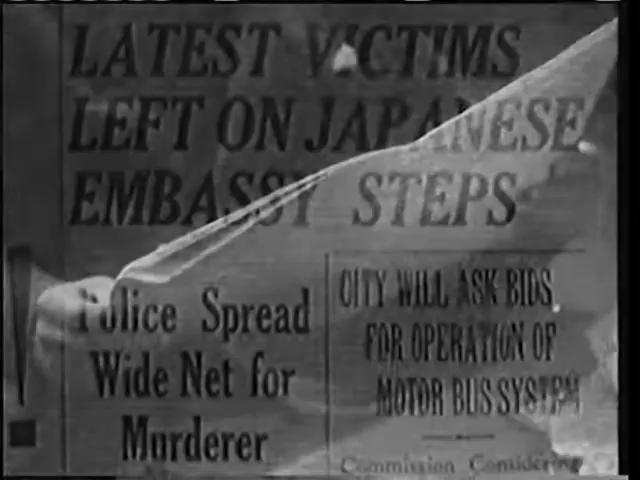 LATEST VICTIMS
LEFT ON JAPANESE
EMBASSY STEPS
!
Police Spread
Wide Net for
Murderer
CITY WILL ASK BIDS
FOR OPERATION OF
MOTOR BUS SYSTEM
Commission Considering